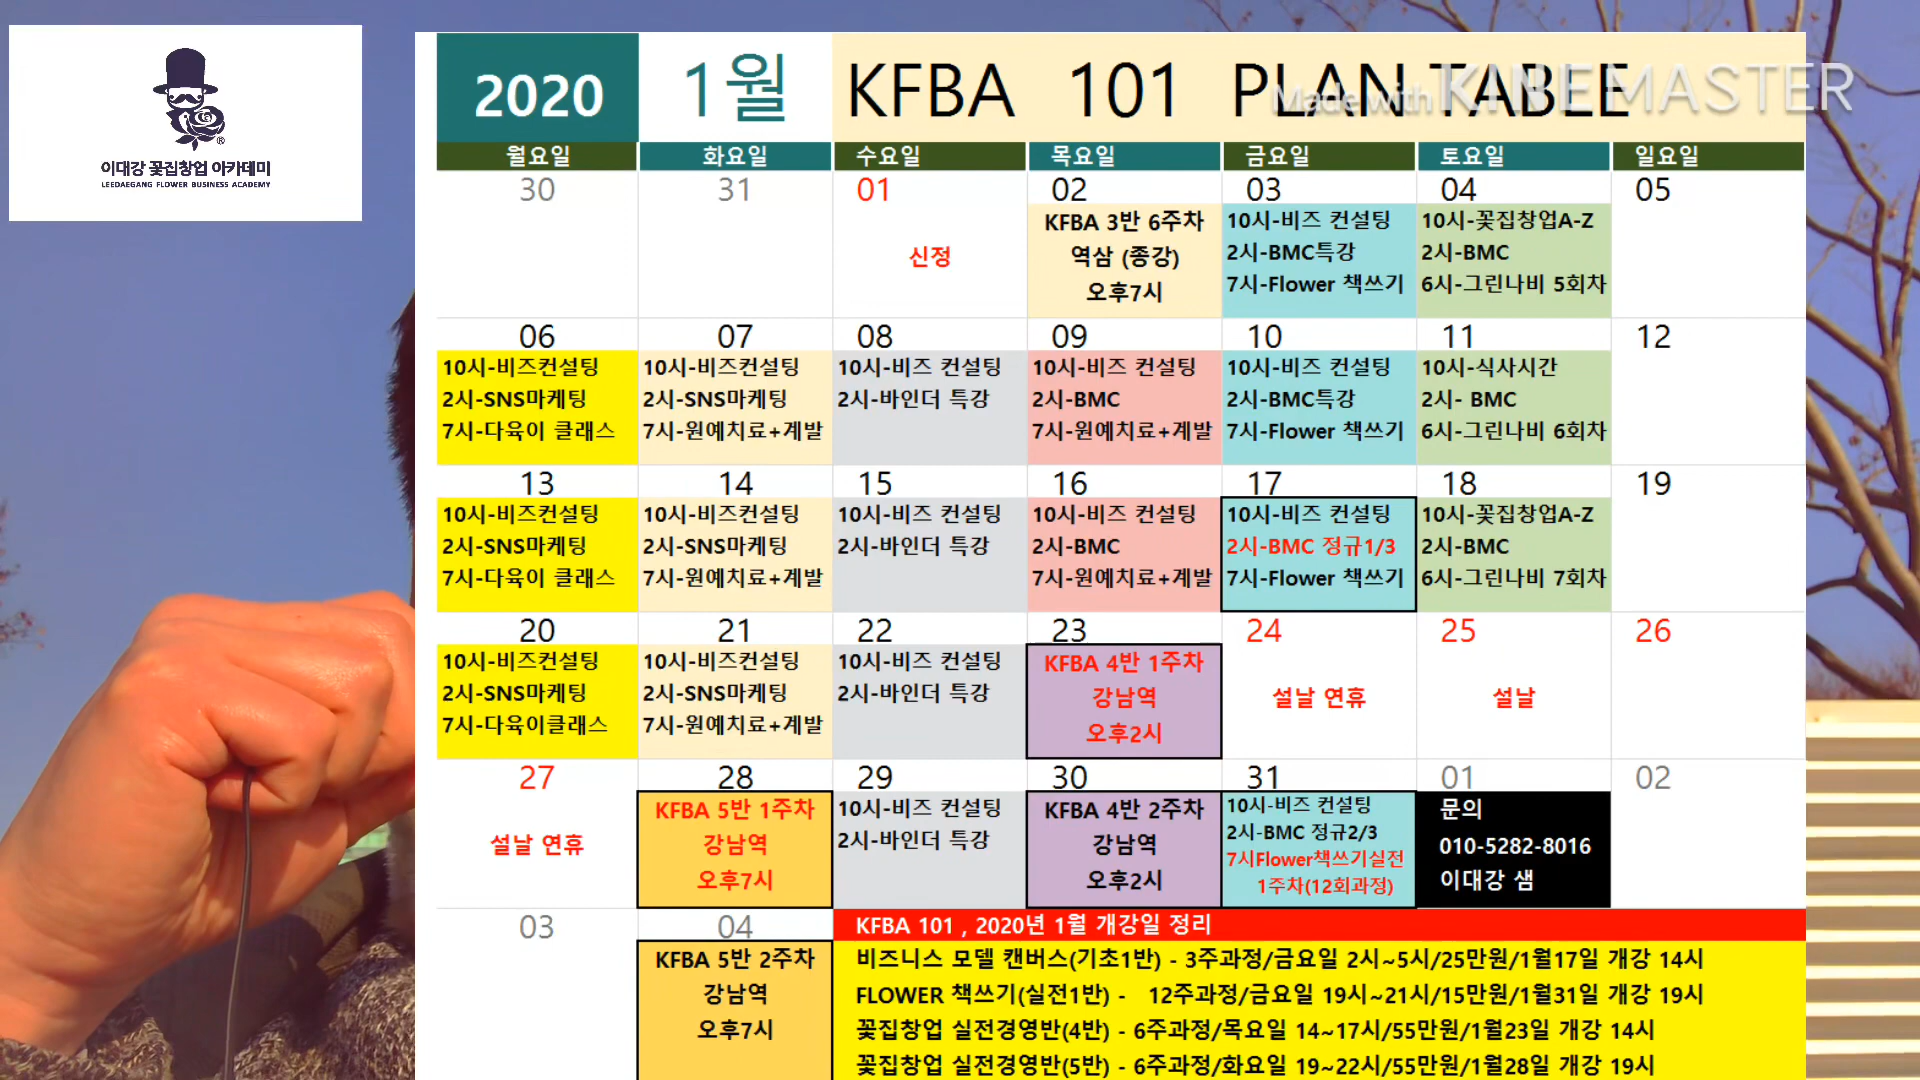 이대강 꽃집창업 아카데미
LEEDAEGANG FLOWER BUSINESS ACADEMY
®
2020 1월 KFBA 101 PLAN TABLE
Made with KINEMASTER
월요일 화요일 수요일 목요일 금요일 토요일 일요일
30 31 01 02 03 04 05
신정
KFBA 3반 6주차
역삼 (종강)
오후7시
10시-비즈 컨설팅
2시-BMC특강
7시-Flower 책쓰기
10시-꽃집창업A-Z
2시-BMC
6시-그린나비 5회차
06 07 08 09 10 11 12
10시-비즈컨설팅
2시-SNS마케팅
7시-다육이 클래스
10시-비즈컨설팅
2시-SNS마케팅
7시-원예치료+계발
10시-비즈 컨설팅
2시-바인더 특강
10시-비즈 컨설팅
2시-BMC
7시-원예치료+계발
10시-비즈 컨설팅
2시-BMC특강
7시-Flower 책쓰기
10시-식사시간
2시- BMC
6시-그린나비 6회차
13 14 15 16 17 18 19
10시-비즈컨설팅
2시-SNS마케팅
7시-다육이 클래스
10시-비즈컨설팅
2시-SNS마케팅
7시-원예치료+계발
10시-비즈 컨설팅
2시-바인더 특강
10시-비즈 컨설팅
2시-BMC
7시-원예치료+계발
10시-비즈 컨설팅
2시-BMC 정규1/3
7시-Flower 책쓰기
10시-꽃집창업A-Z
2시-BMC
6시-그린나비 7회차
20 21 22 23 24 25 26
10시-비즈컨설팅
2시-SNS마케팅
7시-다육이클래스
10시-비즈컨설팅
2시-SNS마케팅
7시-원예치료+계발
10시-비즈 컨설팅
2시-바인더 특강
KFBA 4반 1주차
강남역
오후2시
설날 연휴
설날
27 28 29 30 31 01 02
설날 연휴
KFBA 5반 1주차
강남역
오후7시
10시-비즈 컨설팅
2시-바인더 특강
KFBA 4반 2주차
강남역
오후2시
10시-비즈 컨설팅
2시-BMC 정규2/3
7시Flower책쓰기실전
1주차(12회과정)
문의
010-5282-8016
이대강 샘
03 04
KFBA 5반 2주차
강남역
오후7시
KFBA 101 , 2020년 1월 개강일 정리
비즈니스 모델 캔버스(기초1반) - 3주과정/금요일 2시~5시/25만원/1월17일 개강 14시
FLOWER 책쓰기(실전1반) - 12주과정/금요일 19시~21시/15만원/1월31일 개강 19시
꽃집창업 실전경영반(4반) - 6주과정/목요일 14~17시/55만원/1월23일 개강 14시
꽃집창업 실전경영반(5반) - 6주과정/화요일 19~22시/55만원/1월28일 개강 19시